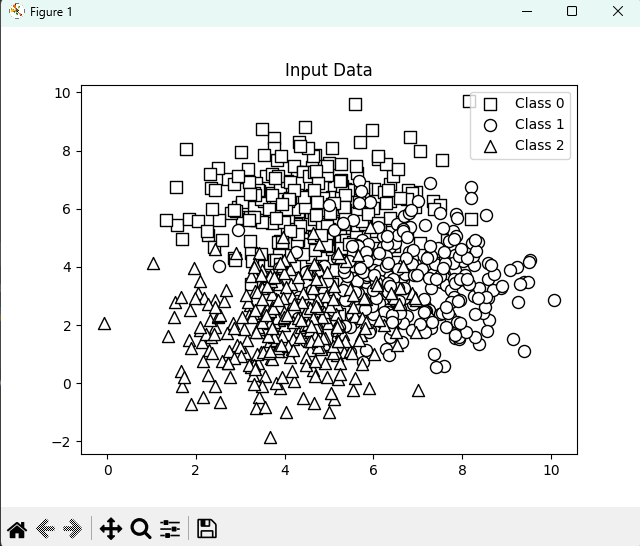 Figure 1
Input Data
Class 0
Class 1
Class 2
10
8
6
4
2
0
−2
0 2 4 6 8 10